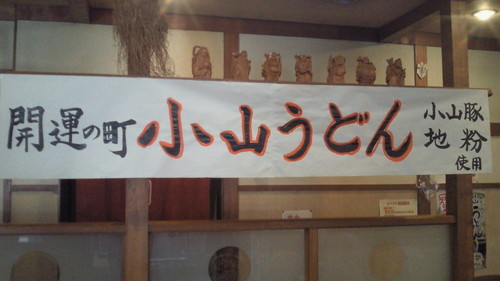 開運の町 小山うどん 小山豚
地粉
使用